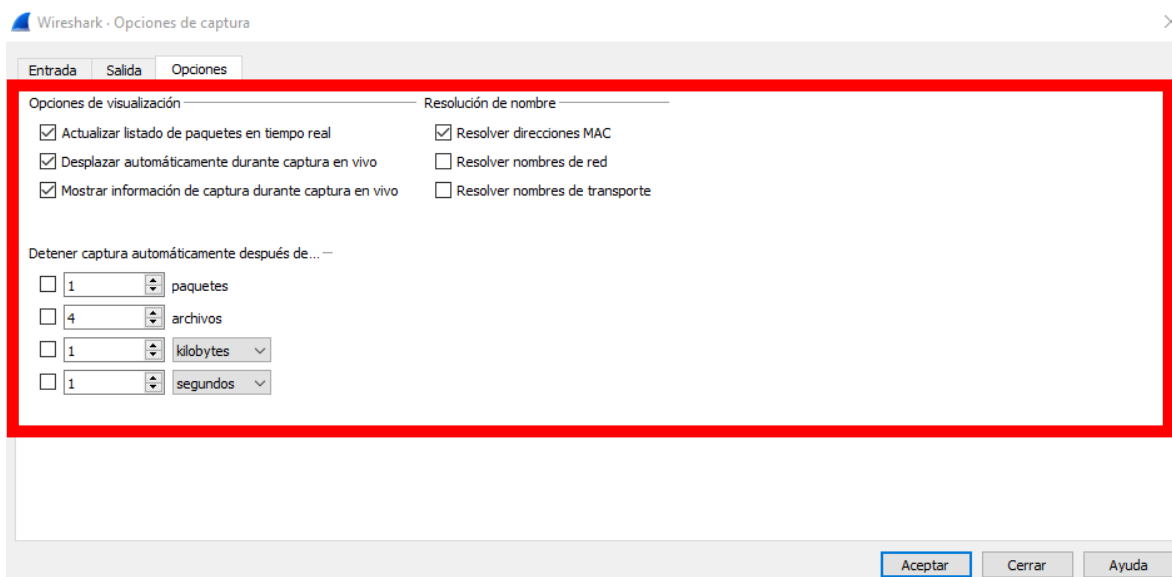 Wireshark · Opciones de captura
Entrada Salida Opciones
Opciones de visualización
Actualizar listado de paquetes en tiempo real
Desplazar automáticamente durante captura en vivo
Mostrar información de captura durante captura en vivo
Resolución de nombre
Resolver direcciones MAC
Resolver nombres de red
Resolver nombres de transporte
Detener captura automáticamente después de...
1 paquetes
4 archivos
1 kilobytes
1 segundos
Aceptar Cerrar Ayuda